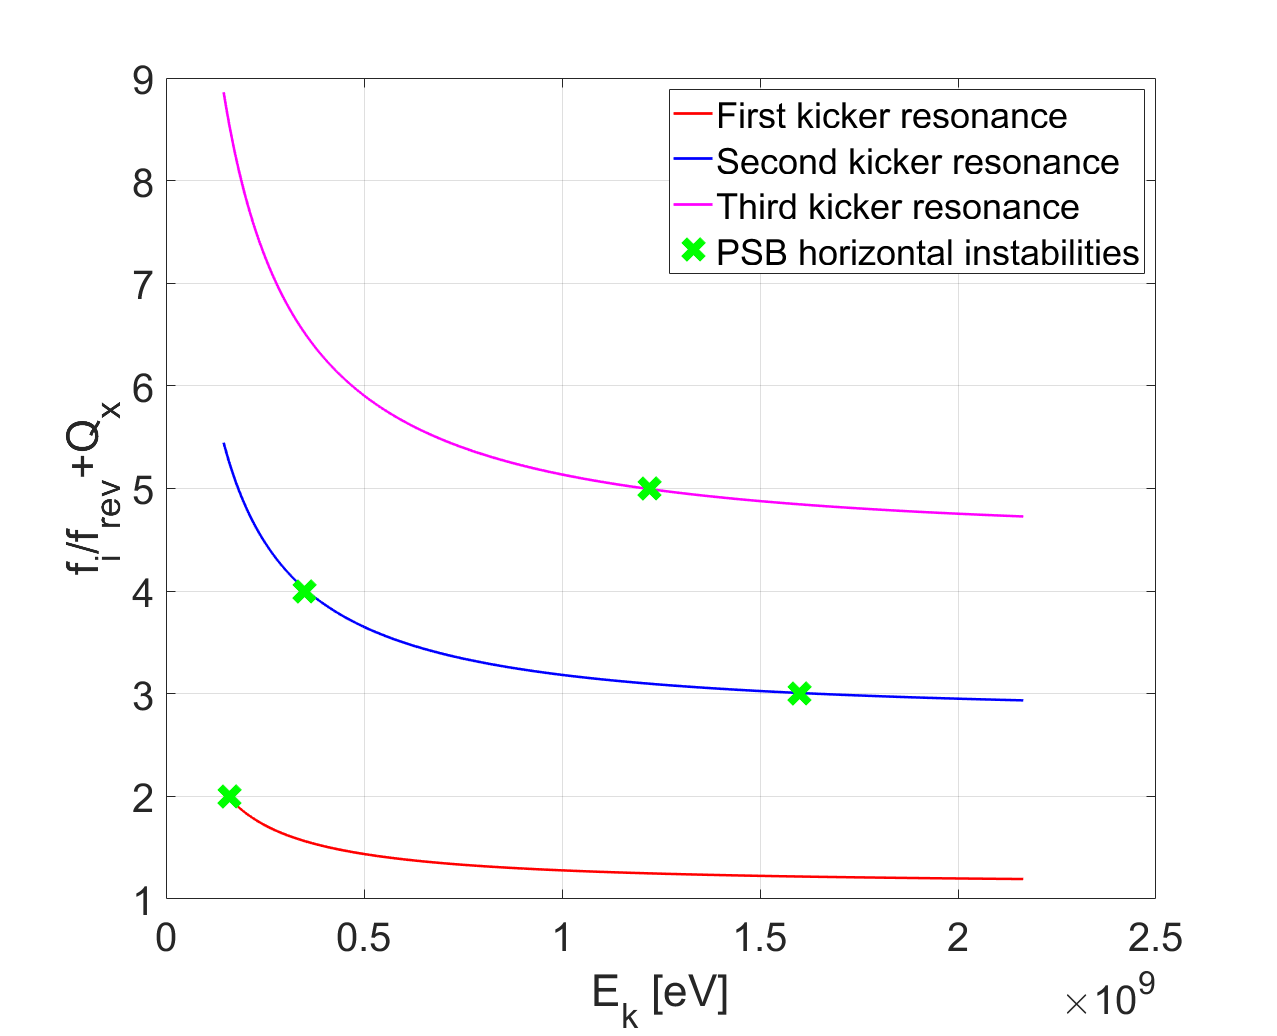 9
8
7
6
5
4
3
2
1
f_i/f_rev+Q_x
First kicker resonance
Second kicker resonance
Third kicker resonance
PSB horizontal instabilities
0 0.5 1 1.5 2 2.5
E_k [eV]
×10^9